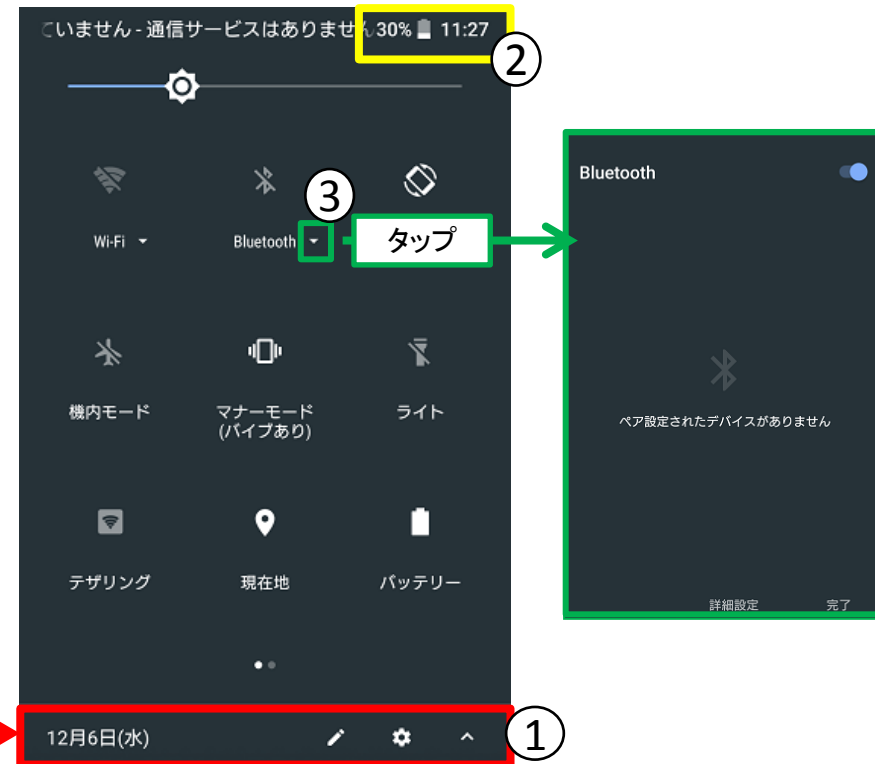 ていません - 通信サービスはありません 30% 11:27
②
Bluetooth
③
Wi-Fi Bluetooth タップ
機内モード マナーモード ライト
(バイブあり)
ペア設定されたデバイスがありません
テザリング 現在地 バッテリー
詳細設定 完了
12月6日(水) ①